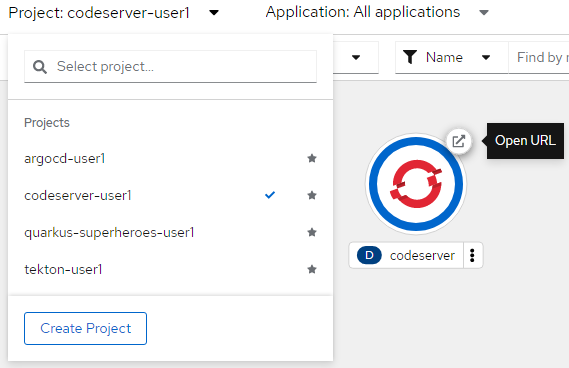 Project: codeserver-user1 Application: All applications
Select project...
Name
Find by
Projects
argocd-user1
codeserver-user1
quarkus-superheroes-user1
tekton-user1
Create Project
Open URL
D codeserver